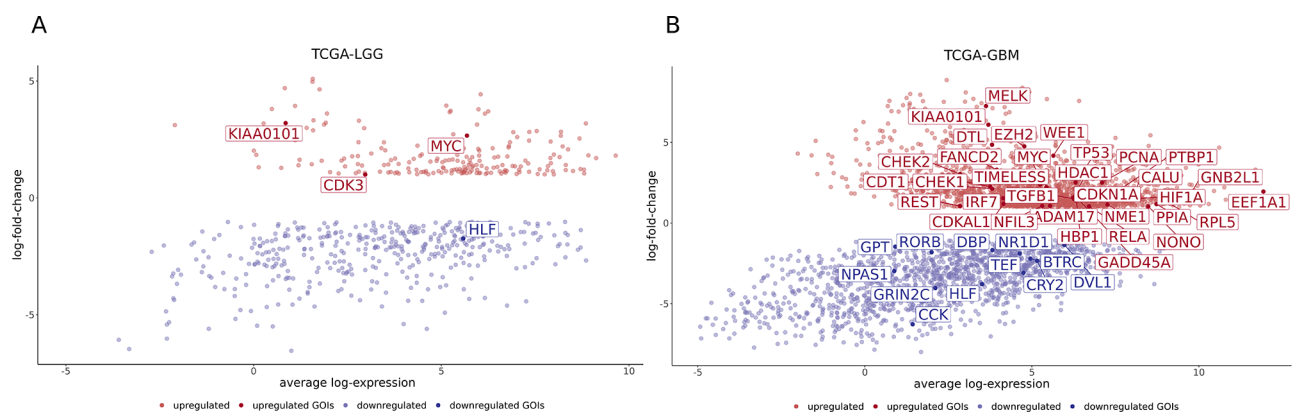 A
TCGA-LGG
5
0
-5
log-fold-change
KIAA0101
MYC
CDK3
HLF
-5
0
5
10
average log-expression
upregulated
upregulated GOIs
downregulated
downregulated GOIs
B
TCGA-GBM
5
0
-5
log-fold-change
MELK
KIAA0101
DTL
EZH2
WEE1
CHEK2
FANCD2
MYC
TP53
PCNA
PTBP1
CDT1
CHEK1
TIMELESS
HDAC1
CALU
GNB2L1
REST
IRF7
TGFB1
CDKN1A
HIF1A
EEF1A1
CDKAL1
NFIL3
ADAM17
NME1
PPIA
RPL5
HBP1
RELA
NONO
GADD45A
GPT
RORB
DBP
NR1D1
NPAS1
TEF
BTRC
GRIN2C
HLF
CRY2
DVL1
CCK
-5
0
5
10
average log-expression
upregulated
upregulated GOIs
downregulated
downregulated GOIs